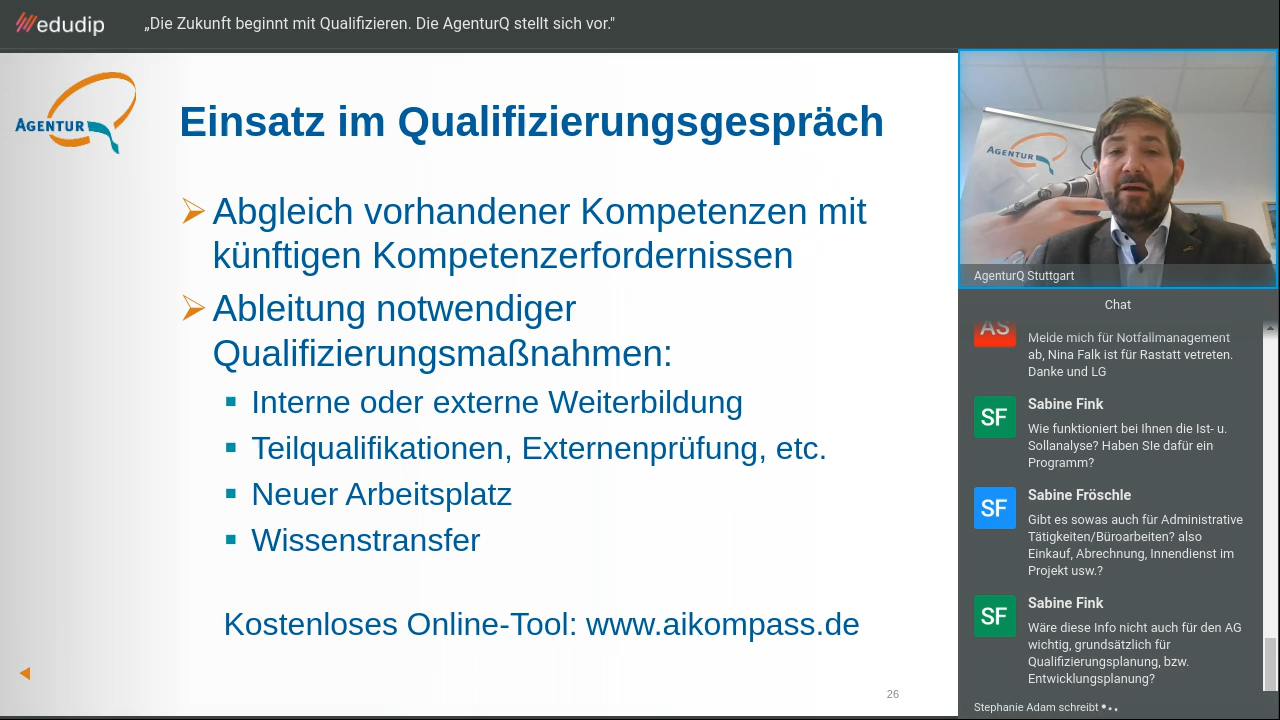 edudip
„Die Zukunft beginnt mit Qualifizieren. Die AgenturQ stellt sich vor."
AGENTUR
Einsatz im Qualifizierungsgespräch
Abgleich vorhandener Kompetenzen mit
künftigen Kompetenzerfordernissen
Ableitung notwendiger
Qualifizierungsmaßnahmen:
Interne oder externe Weiterbildung
Teilqualifikationen, Externenprüfung, etc.
Neuer Arbeitsplatz
Wissenstransfer
Kostenloses Online-Tool: www.aikompass.de
26
AGENTUR
AgenturQ Stuttgart
Chat
AS
Melde mich für Notfallmanagement
ab, Nina Falk ist für Rastatt vetreten.
Danke und LG
SF
Sabine Fink
Wie funktioniert bei Ihnen die Ist- u.
Sollanalyse? Haben SIe dafür ein
Programm?
SF
Sabine Fröschle
Gibt es sowas auch für Administrative
Tätigkeiten/Büroarbeiten? also
Einkauf, Abrechnung, Innendienst im
Projekt usw.?
SF
Sabine Fink
Wäre diese Info nicht auch für den AG
wichtig, grundsätzlich für
Qualifizierungsplanung, bzw.
Entwicklungsplanung?
Stephanie Adam schreibt